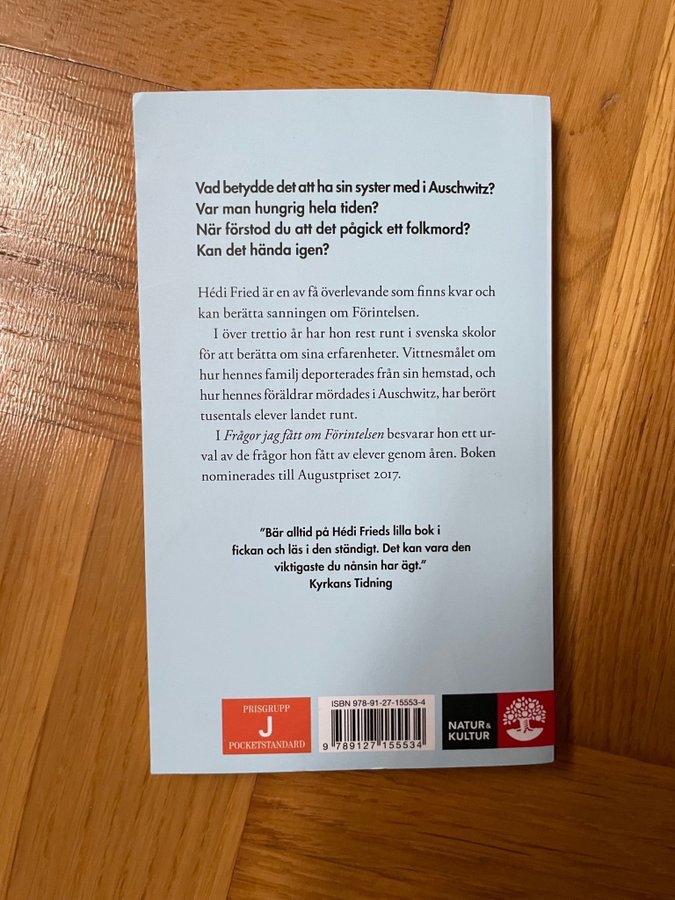 Vad betydde det att ha sin syster med i Auschwitz?
Var man hungrig hela tiden?
När förstod du att det pågick ett folkmord?
Kan det hända igen?
Hédi Fried är en av få överlevande som finns kvar och
kan berätta sanningen om Förintelsen.
I över trettio år har hon rest runt i svenska skolor
för att berätta om sina erfarenheter. Vittnesmålet om
hur hennes familj deporterades från sin hemstad, och
hur hennes föräldrar mördades i Auschwitz, har berört
tusentals elever landet runt.
I Frågor jag fått om Förintelsen besvarar hon ett ur-
val av de frågor hon fått av elever genom åren. Boken
nominerades till Augustpriset 2017.
”Bär alltid på Hédi Frieds lilla bok i
fickan och läs i den ständigt. Det kan vara den
viktigaste du nånsin har ägt.”
Kyrkans Tidning
PRISGRUPP
J
POCKETSTANDARD
ISBN 978-91-27-15553-4
9 789127 155534
NATUR &
KULTUR